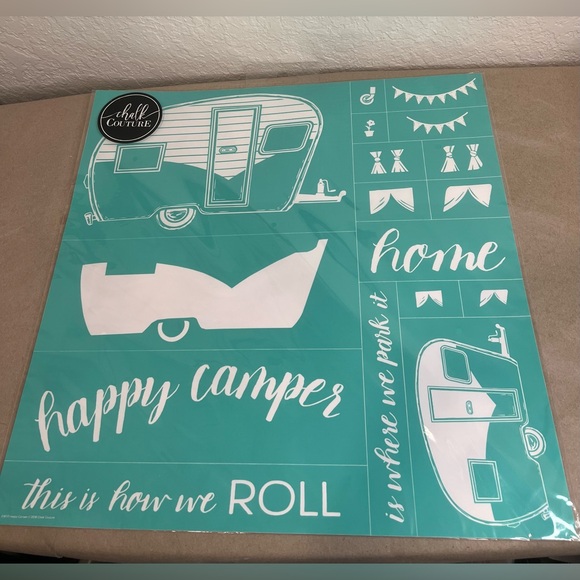 chalk
COUTURE
home
is where we park it
happy camper
this is how we ROLL